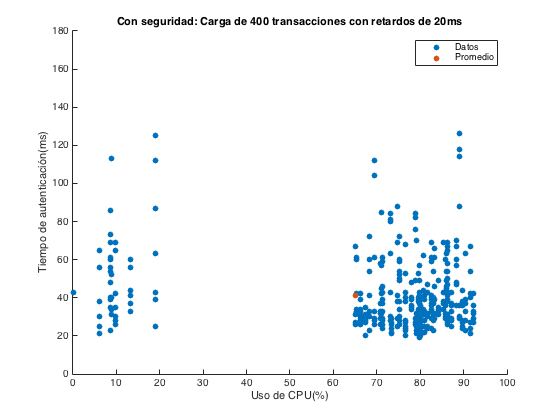 Con seguridad: Carga de 400 transacciones con retardos de 20ms
Datos
Promedio
Tiempo de autenticación(ms)
180
160
140
120
100
80
60
40
20
0
0 10 20 30 40 50 60 70 80 90 100
Uso de CPU(%)